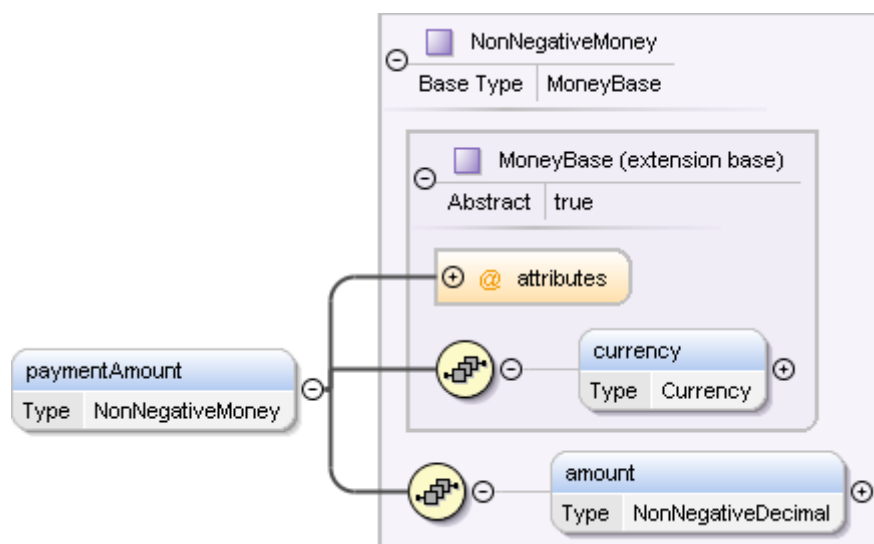 NonNegativeMoney
Base Type MoneyBase
MoneyBase (extension base)
Abstract true
@ attributes
currency
Type Currency
paymentAmount
Type NonNegativeMoney
amount
Type NonNegativeDecimal